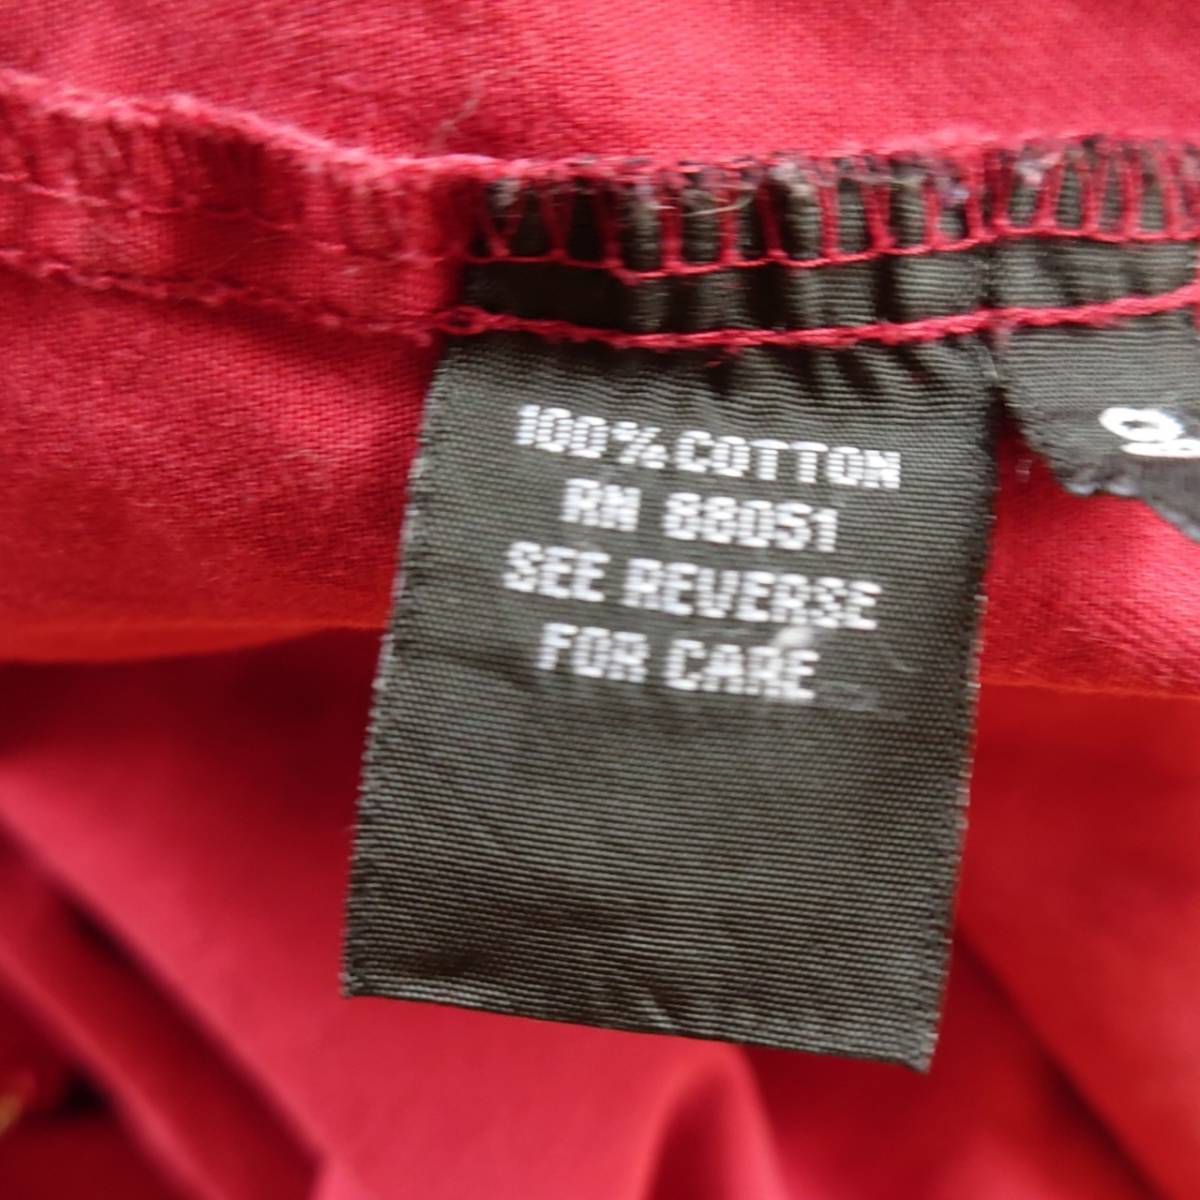 100% COTTON
RN 88051
SEE REVERSE
FOR CARE